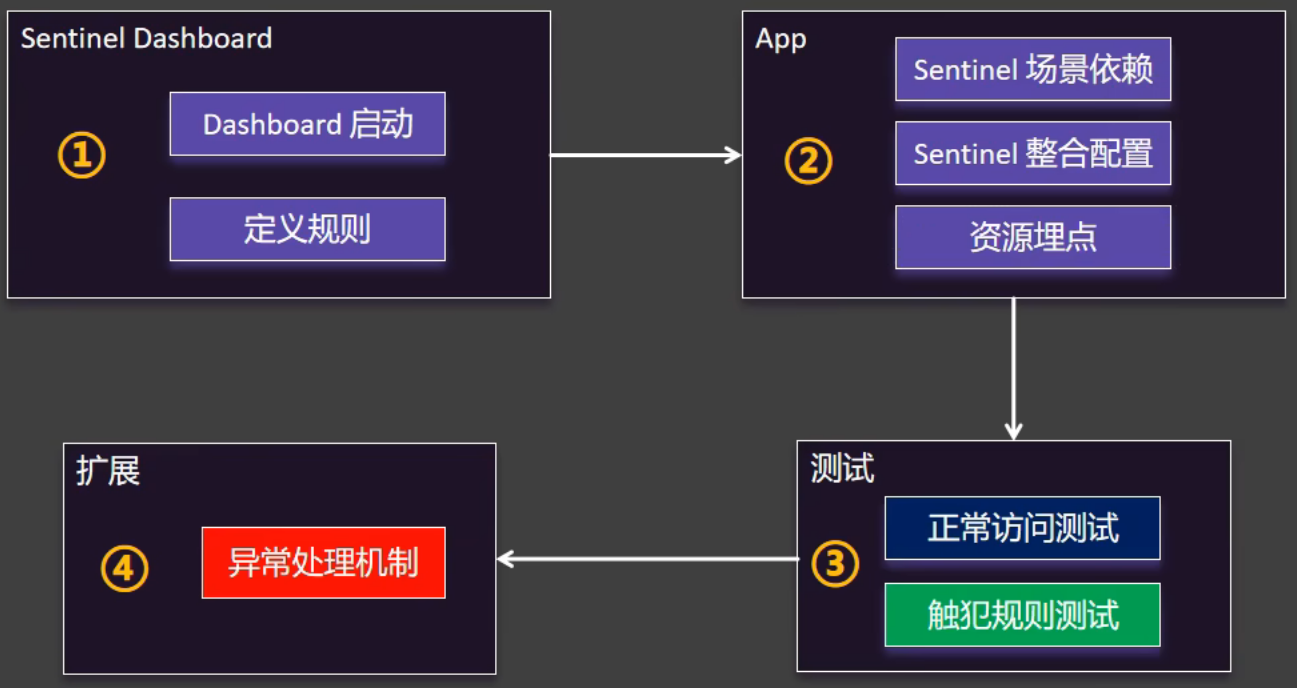 Sentinel Dashboard
①
Dashboard 启动
定义规则
App
②
Sentinel 场景依赖
Sentinel 整合配置
资源埋点
测试
③
正常访问测试
触犯规则测试
扩展
④
异常处理机制